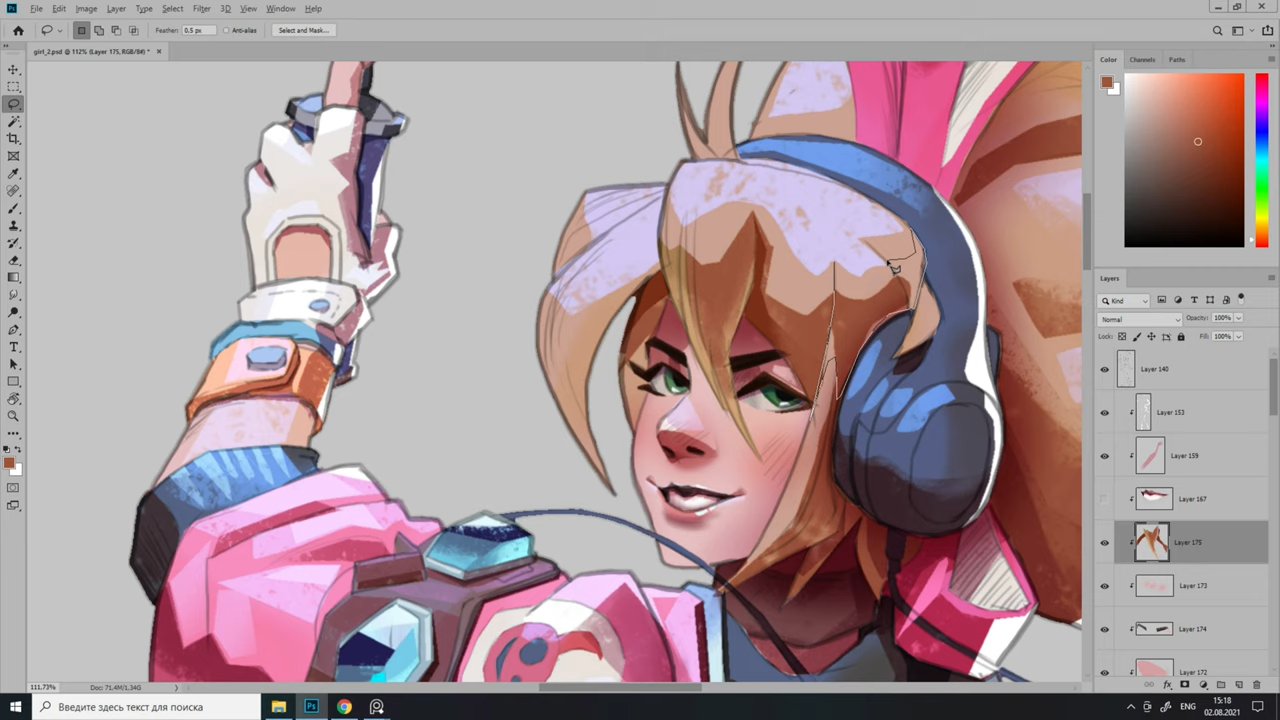 Ps File Edit Image Layer Type Select Filter 3D View Window Help
Feather: 0,5 px Anti-alias Select and Mask...
girl_2.psd @ 112% (Layer 175, RGB/8#) * ×
Color Channels Paths
Layers
Kind
Normal Opacity: 100%
Lock: Fill: 100%
Layer 140
Layer 153
Layer 159
Layer 167
Layer 175
Layer 173
Layer 174
Layer 172
fx
111,73% Doc: 71,4M/1,34G
Введите здесь текст для поиска
Ps
ENG
15:18
02.08.2021